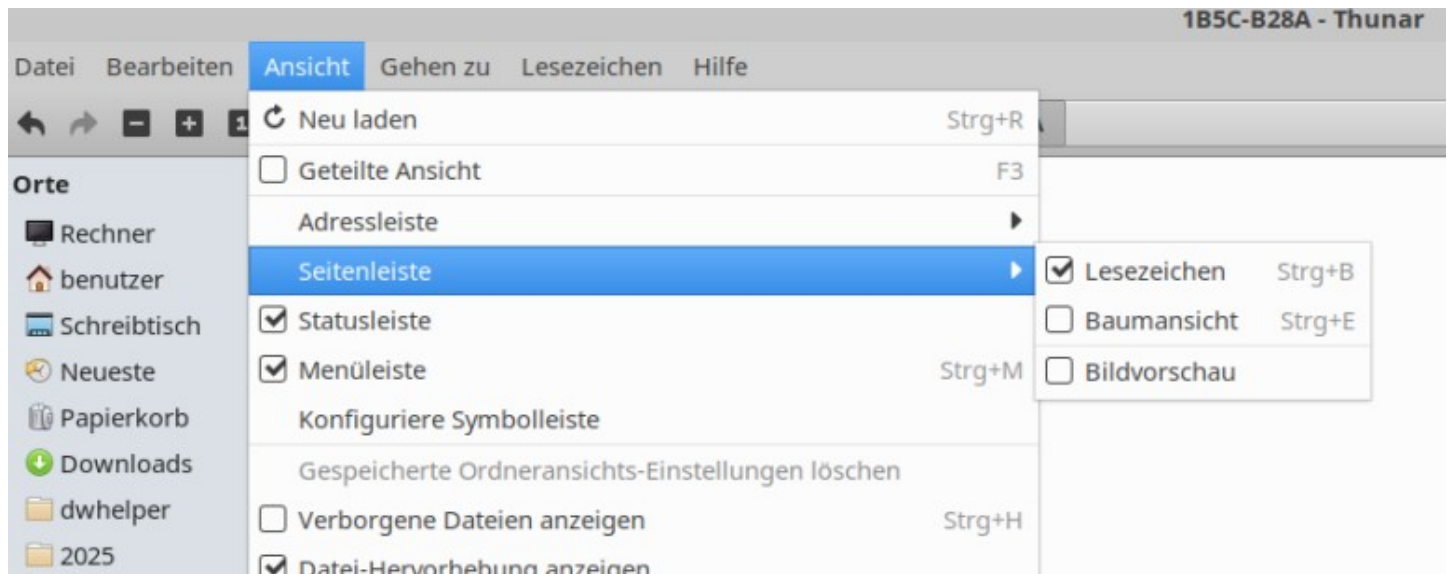 1B5C-B28A - Thunar
Datei Bearbeiten Ansicht Gehen zu Lesezeichen Hilfe
Neu laden Strg+R
Geteilte Ansicht F3
Adressleiste
Seitenleiste
Statusleiste
Menüleiste Strg+M
Konfiguriere Symbolleiste
Gespeicherte Ordneransichts-Einstellungen löschen
Verborgene Dateien anzeigen Strg+H
Datei-Hervorhebung anzeigen
Lesezeichen Strg+B
Baumansicht Strg+E
Bildvorschau
Orte
Rechner
benutzer
Schreibtisch
Neueste
Papierkorb
Downloads
dwhelper
2025